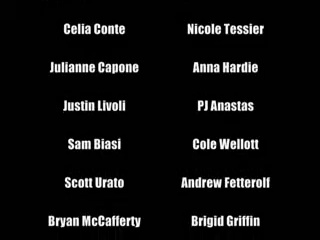 Celia Conte Nicole Tessier
Julianne Capone Anna Hardie
Justin Livoli PJ Anastas
Sam Biasi Cole Wellott
Scott Urato Andrew Fetterolf
Bryan McCafferty Brigid Griffin